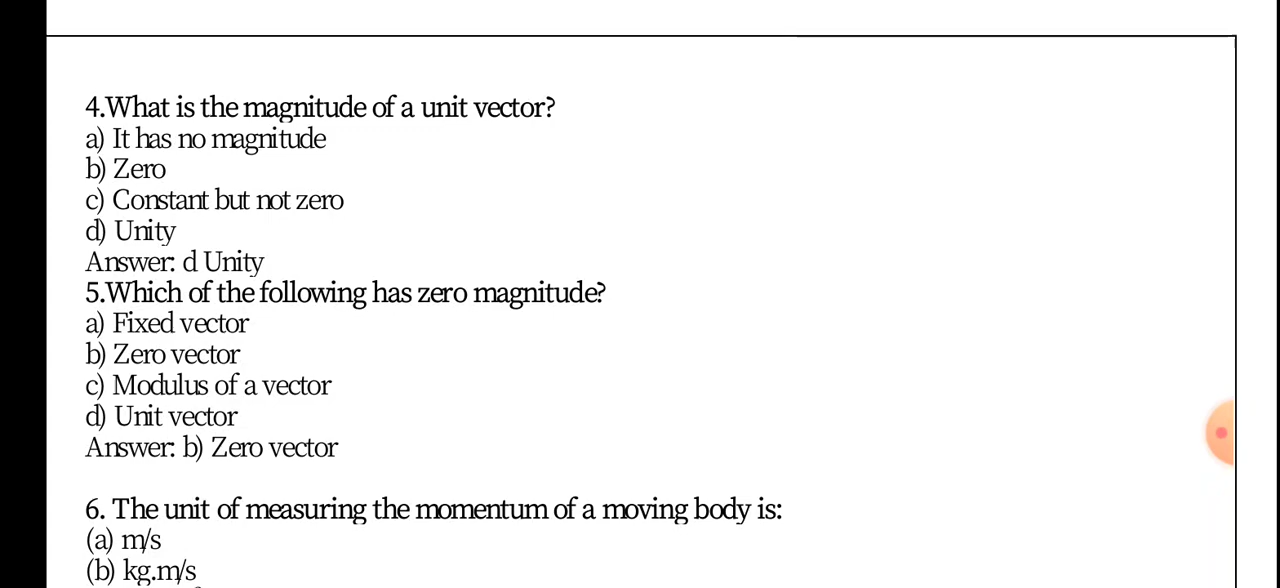 4.What is the magnitude of a unit vector?
a) It has no magnitude
b) Zero
c) Constant but not zero
d) Unity
Answer: d Unity
5.Which of the following has zero magnitude?
a) Fixed vector
b) Zero vector
c) Modulus of a vector
d) Unit vector
Answer: b) Zero vector
6. The unit of measuring the momentum of a moving body is:
(a) m/s
(b) kg.m/s